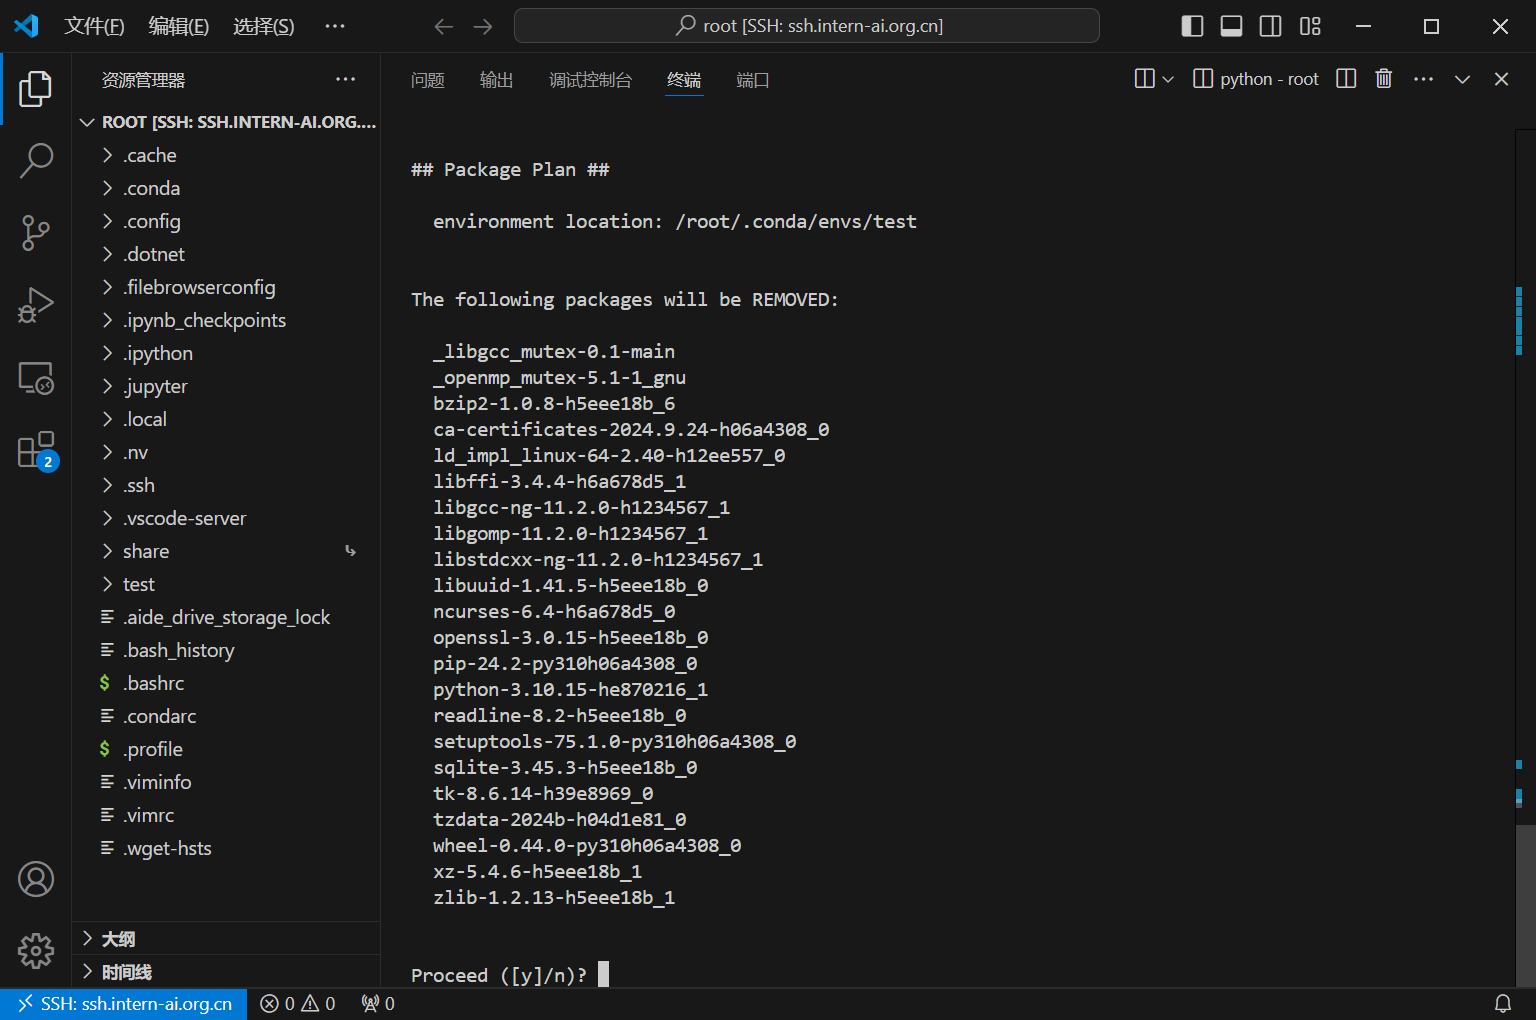 文件(F) 编辑(E) 选择(S) ···
root [SSH: ssh.intern-ai.org.cn]
资源管理器
ROOT [SSH: SSH.INTERN-AI.ORG....
.cache
.conda
.config
.dotnet
.filebrowserconfig
.ipynb_checkpoints
.ipython
.jupyter
.local
.nv
.ssh
.vscode-server
share
test
.aide_drive_storage_lock
.bash_history
$ .bashrc
.condarc
$ .profile
.viminfo
.vimrc
.wget-hsts
大纲
时间线
2
问题 输出 调试控制台 终端 端口
python - root
## Package Plan ##
environment location: /root/.conda/envs/test
The following packages will be REMOVED:
_libgcc_mutex-0.1-main
_openmp_mutex-5.1-1_gnu
bzip2-1.0.8-h5eee18b_6
ca-certificates-2024.9.24-h06a4308_0
ld_impl_linux-64-2.40-h12ee557_0
libffi-3.4.4-h6a678d5_1
libgcc-ng-11.2.0-h1234567_1
libgomp-11.2.0-h1234567_1
libstdcxx-ng-11.2.0-h1234567_1
libuuid-1.41.5-h5eee18b_0
ncurses-6.4-h6a678d5_0
openssl-3.0.15-h5eee18b_0
pip-24.2-py310h06a4308_0
python-3.10.15-he870216_1
readline-8.2-h5eee18b_0
setuptools-75.1.0-py310h06a4308_0
sqlite-3.45.3-h5eee18b_0
tk-8.6.14-h39e8969_0
tzdata-2024b-h04d1e81_0
wheel-0.44.0-py310h06a4308_0
xz-5.4.6-h5eee18b_1
zlib-1.2.13-h5eee18b_1
Proceed ([y]/n)?
SSH: ssh.intern-ai.org.cn 0 0 0